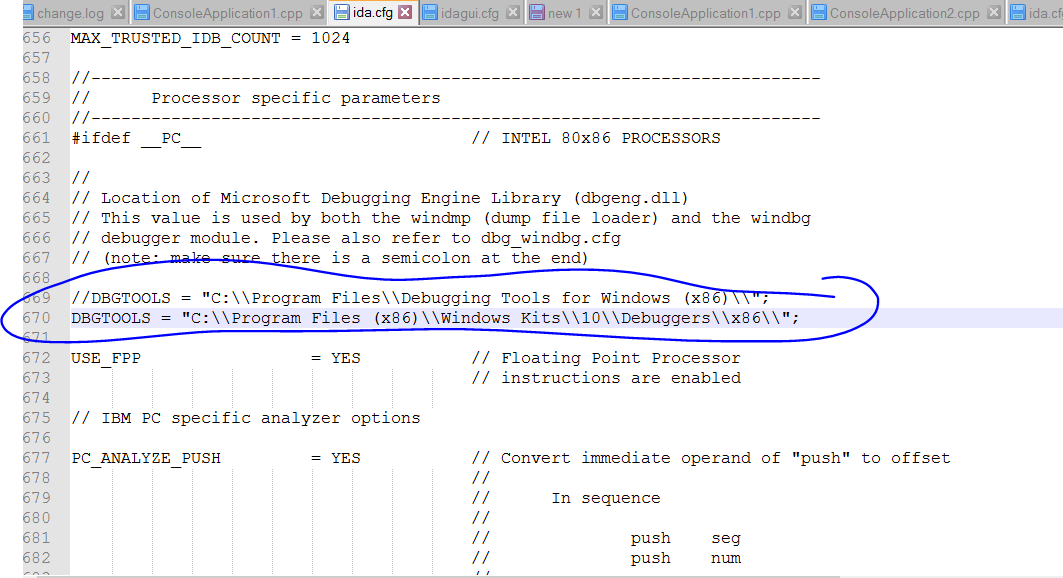 change.log ConsoleApplication1.cpp ida.cfg idagui.cfg new 1 ConsoleApplication1.cpp ConsoleApplication2.cpp
656 MAX_TRUSTED_IDB_COUNT = 1024
657
658 //-------------------------------------------------------------------------
659 //      Processor specific parameters
660 //-------------------------------------------------------------------------
661 #ifdef __PC__                           // INTEL 80x86 PROCESSORS
662
663 //
664 // Location of Microsoft Debugging Engine Library (dbgeng.dll)
665 // This value is used by both the windmp (dump file loader) and the windbg
666 // debugger module. Please also refer to dbg_windbg.cfg
667 // (note: make sure there is a semicolon at the end)
668
669 //DBGTOOLS = "C:\\Program Files\\Debugging Tools for Windows (x86)\\";
670 DBGTOOLS = "C:\\Program Files (x86)\\Windows Kits\\10\\Debuggers\\x86\\";
671
672 USE_FPP                 = YES           // Floating Point Processor
673                                         // instructions are enabled
674
675 // IBM PC specific analyzer options
676
677 PC_ANALYZE_PUSH         = YES           // Convert immediate operand of "push" to offset
678                                         //
679                                         //      In sequence
680                                         //
681                                         //              push    seg
682                                         //              push    num